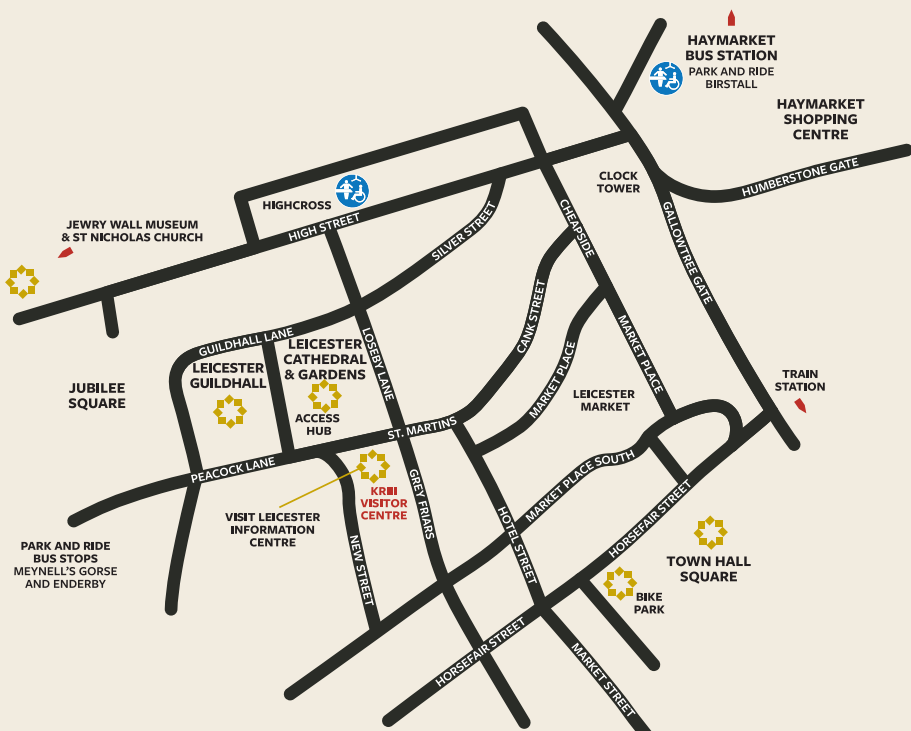 HAYMARKET
BUS STATION
PARK AND RIDE
BIRSTALL
HAYMARKET
SHOPPING
CENTRE
CLOCK
TOWER
HUMBERSTONE GATE
HIGHCROSS
HIGH STREET
SILVER STREET
CHEAPSIDE
GALLOWTREE GATE
JEWRY WALL MUSEUM
& ST NICHOLAS CHURCH
CANK STREET
MARKET PLACE
MARKET PLACE
GUILDHALL LANE
LEICESTER
GUILDHALL
LEICESTER
CATHEDRAL
& GARDENS
LOSEBY LANE
JUBILEE
SQUARE
ACCESS
HUB
LEICESTER
MARKET
TRAIN
STATION
ST. MARTINS
PEACOCK LANE
KRIII
VISITOR
CENTRE
GREY FRIARS
VISIT LEICESTER
INFORMATION
CENTRE
NEW STREET
HOTEL STREET
MARKET PLACE SOUTH
HORSEFAIR STREET
TOWN HALL
SQUARE
PARK AND RIDE
BUS STOPS
MEYNELL'S GORSE
AND ENDERBY
BIKE
PARK
HORSEFAIR STREET
MARKET STREET